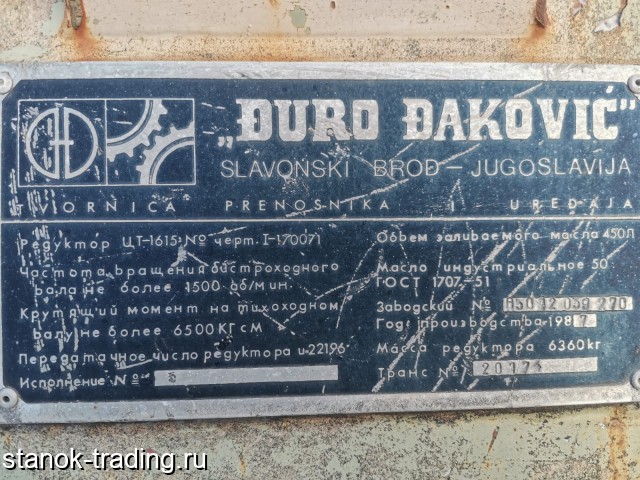 „ĐURO ĐAKOVIĆ"
SLAVONSKI BROD – JUGOSLAVIJA
TVORNICA PRENOSNIKA I UREĐAJA
Редуктор ЦТ-1615 № черт. I-170071
Частота вращения быстроходного
вала не более 1500 об/мин.
Крутящий момент на тихоходном
валу не более 6500 КГсМ
Передаточное число редуктора
Исполнение №
Объем заливаемого масла 450Л
Масло индустриальное 50
ГОСТ 1707-51
Заводский №
Год производства 1987
Масса редуктора 6360kг
Транс №
stanok-trading.ru